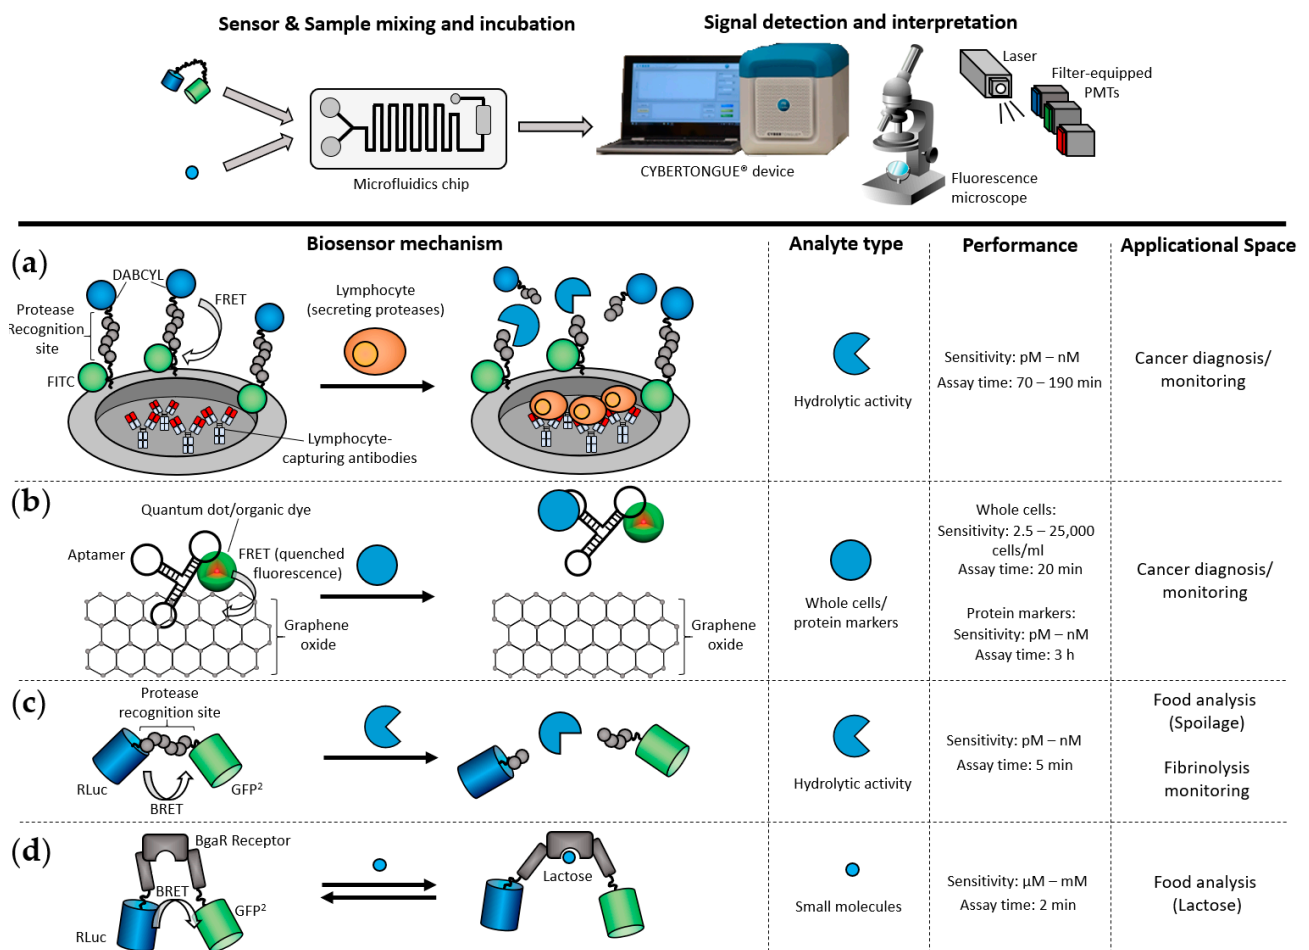 Sensor & Sample mixing and incubation
Signal detection and interpretation
Laser
Filter-equipped
PMTs
Microfluidics chip
CYBERTONGUE® device
Fluorescence
microscope
Biosensor mechanism
Analyte type
Performance
Applicational Space
(a)
DABCYL
FRET
Protease
Recognition
site
FITC
Lymphocyte
(secreting proteases)
Lymphocyte-
capturing antibodies
Hydrolytic activity
Sensitivity: pM – nM
Assay time: 70 – 190 min
Cancer diagnosis/
monitoring
(b)
Quantum dot/organic dye
Aptamer
FRET (quenched
fluorescence)
Graphene
oxide
Graphene
oxide
Whole cells/
protein markers
Whole cells:
Sensitivity: 2.5 – 25,000
cells/ml
Assay time: 20 min
Protein markers:
Sensitivity: pM – nM
Assay time: 3 h
Cancer diagnosis/
monitoring
(c)
Protease
recognition site
RLuc
BRET
GFP²
Hydrolytic activity
Sensitivity: pM – nM
Assay time: 5 min
Food analysis
(Spoilage)
Fibrinolysis
monitoring
(d)
BgaR Receptor
BRET
RLuc
GFP²
Lactose
Small molecules
Sensitivity: µM – mM
Assay time: 2 min
Food analysis
(Lactose)